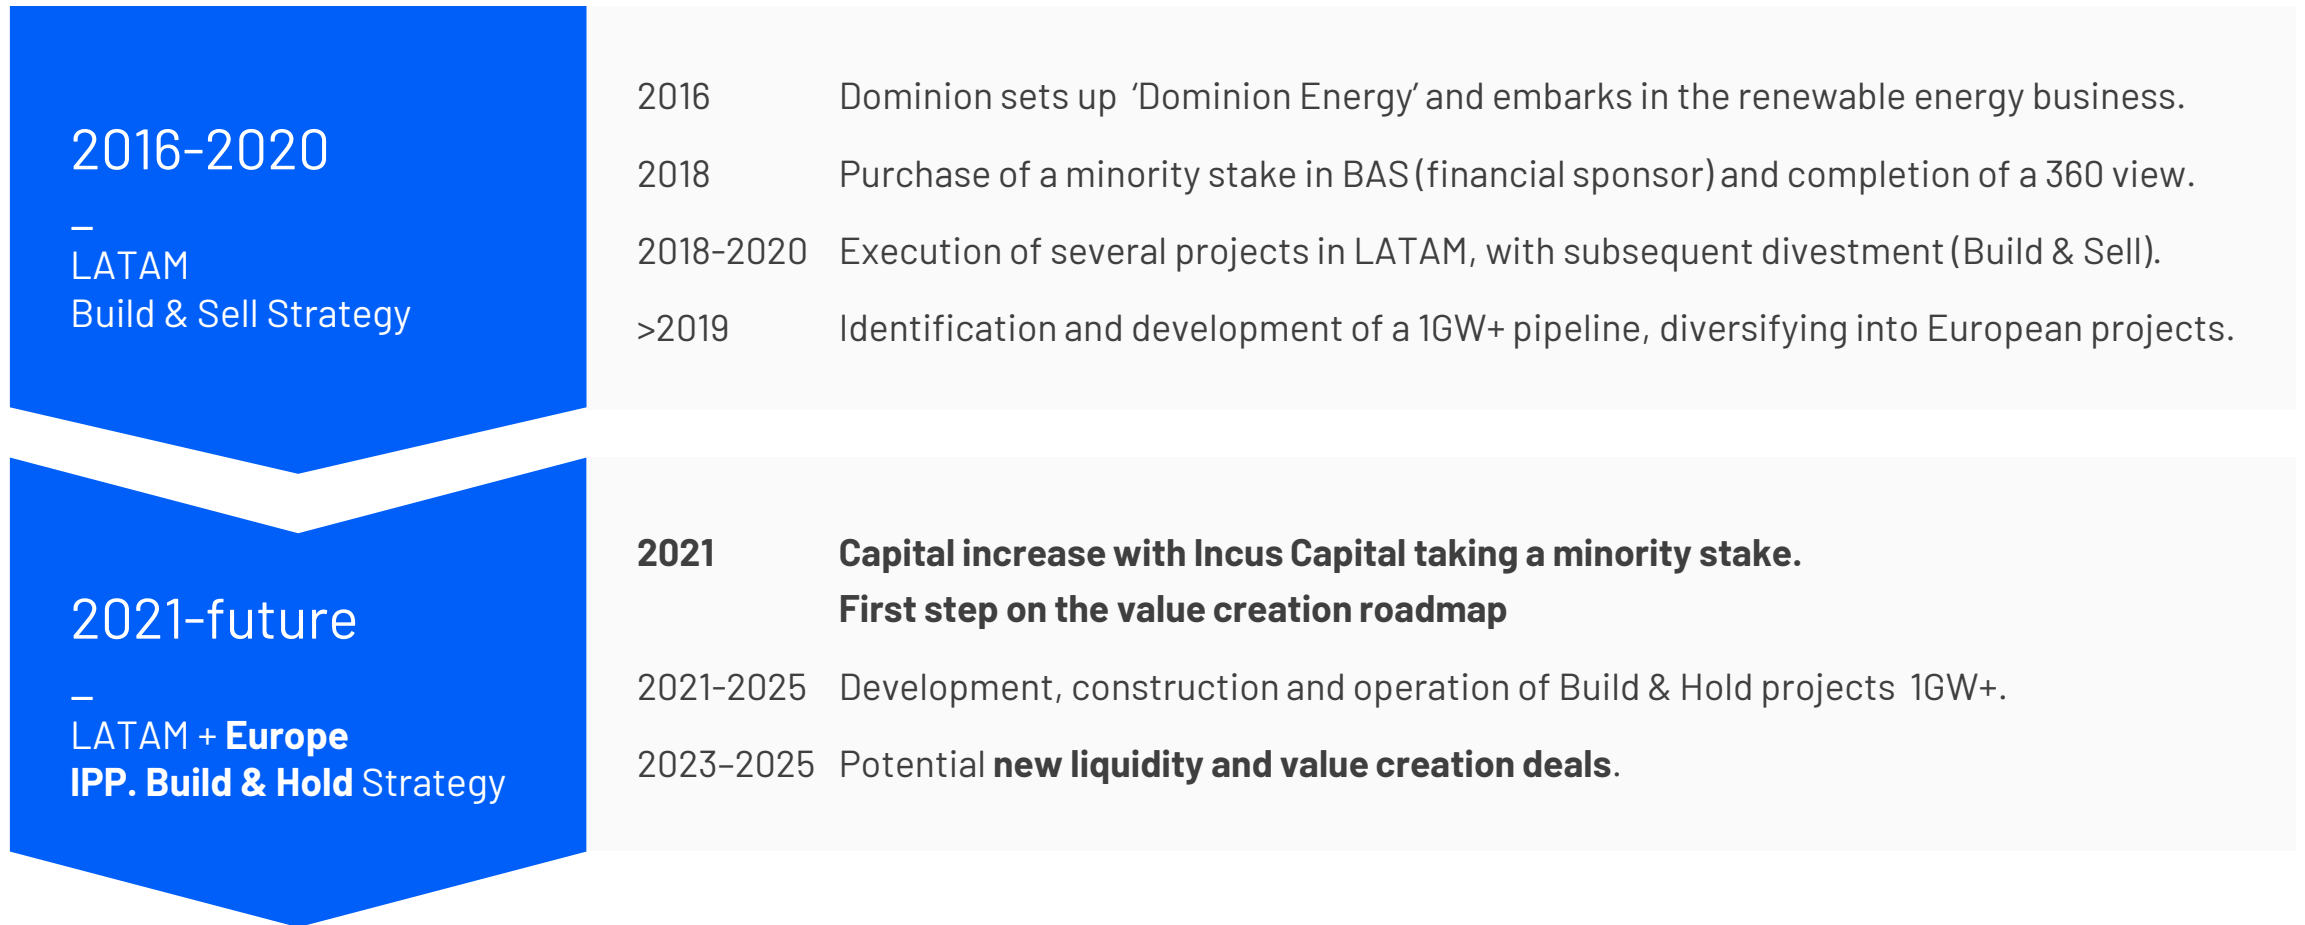 2016-2020
–
LATAM
Build & Sell Strategy
2016 Dominion sets up ‘Dominion Energy’ and embarks in the renewable energy business.
2018 Purchase of a minority stake in BAS (financial sponsor) and completion of a 360 view.
2018-2020 Execution of several projects in LATAM, with subsequent divestment (Build & Sell).
>2019 Identification and development of a 1GW+ pipeline, diversifying into European projects.
2021-future
–
LATAM + Europe
IPP. Build & Hold Strategy
2021 Capital increase with Incus Capital taking a minority stake.
First step on the value creation roadmap
2021-2025 Development, construction and operation of Build & Hold projects 1GW+.
2023–2025 Potential new liquidity and value creation deals.